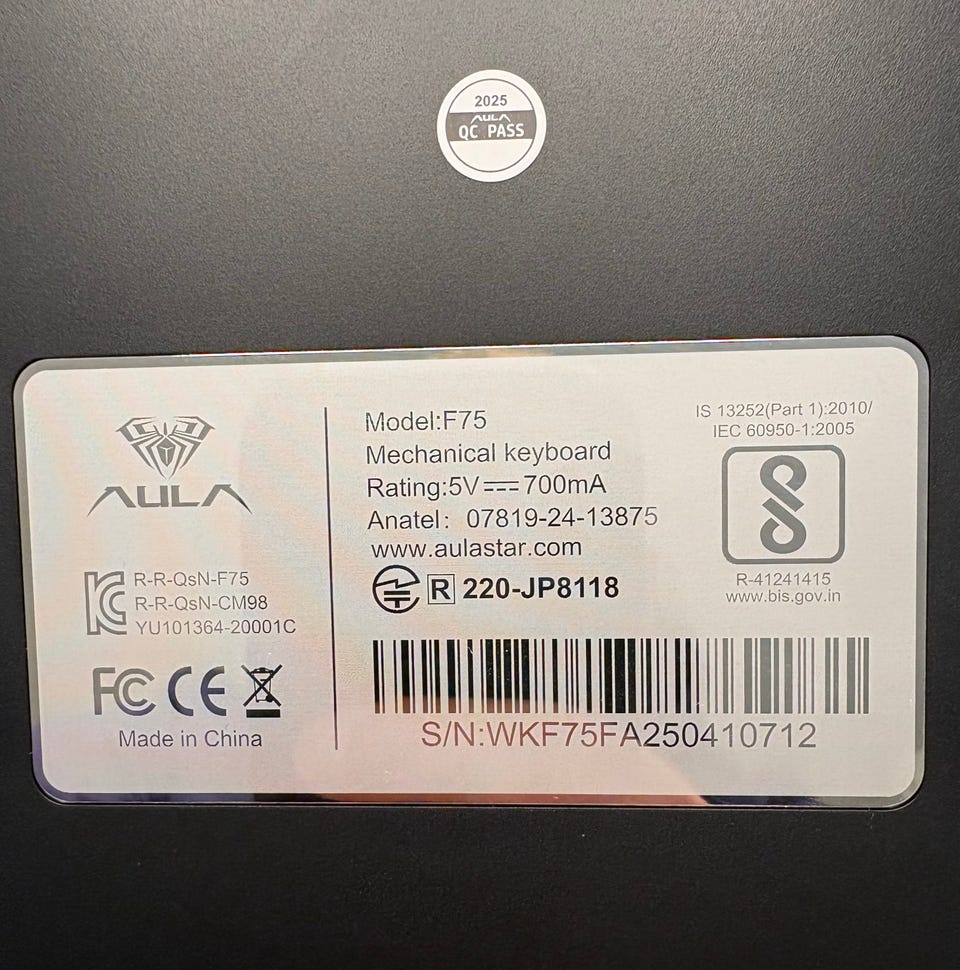 2025
AULA
QC PASS
AULA
R-R-QsN-F75
R-R-QsN-CM98
YU101364-20001C
FC CE
Made in China
Model:F75
Mechanical keyboard
Rating:5V⎓700mA
Anatel: 07819-24-13875
www.aulastar.com
R 220-JP8118
S/N:WKF75FA250410712
IS 13252(Part 1):2010/
IEC 60950-1:2005
R-41241415
www.bis.gov.in